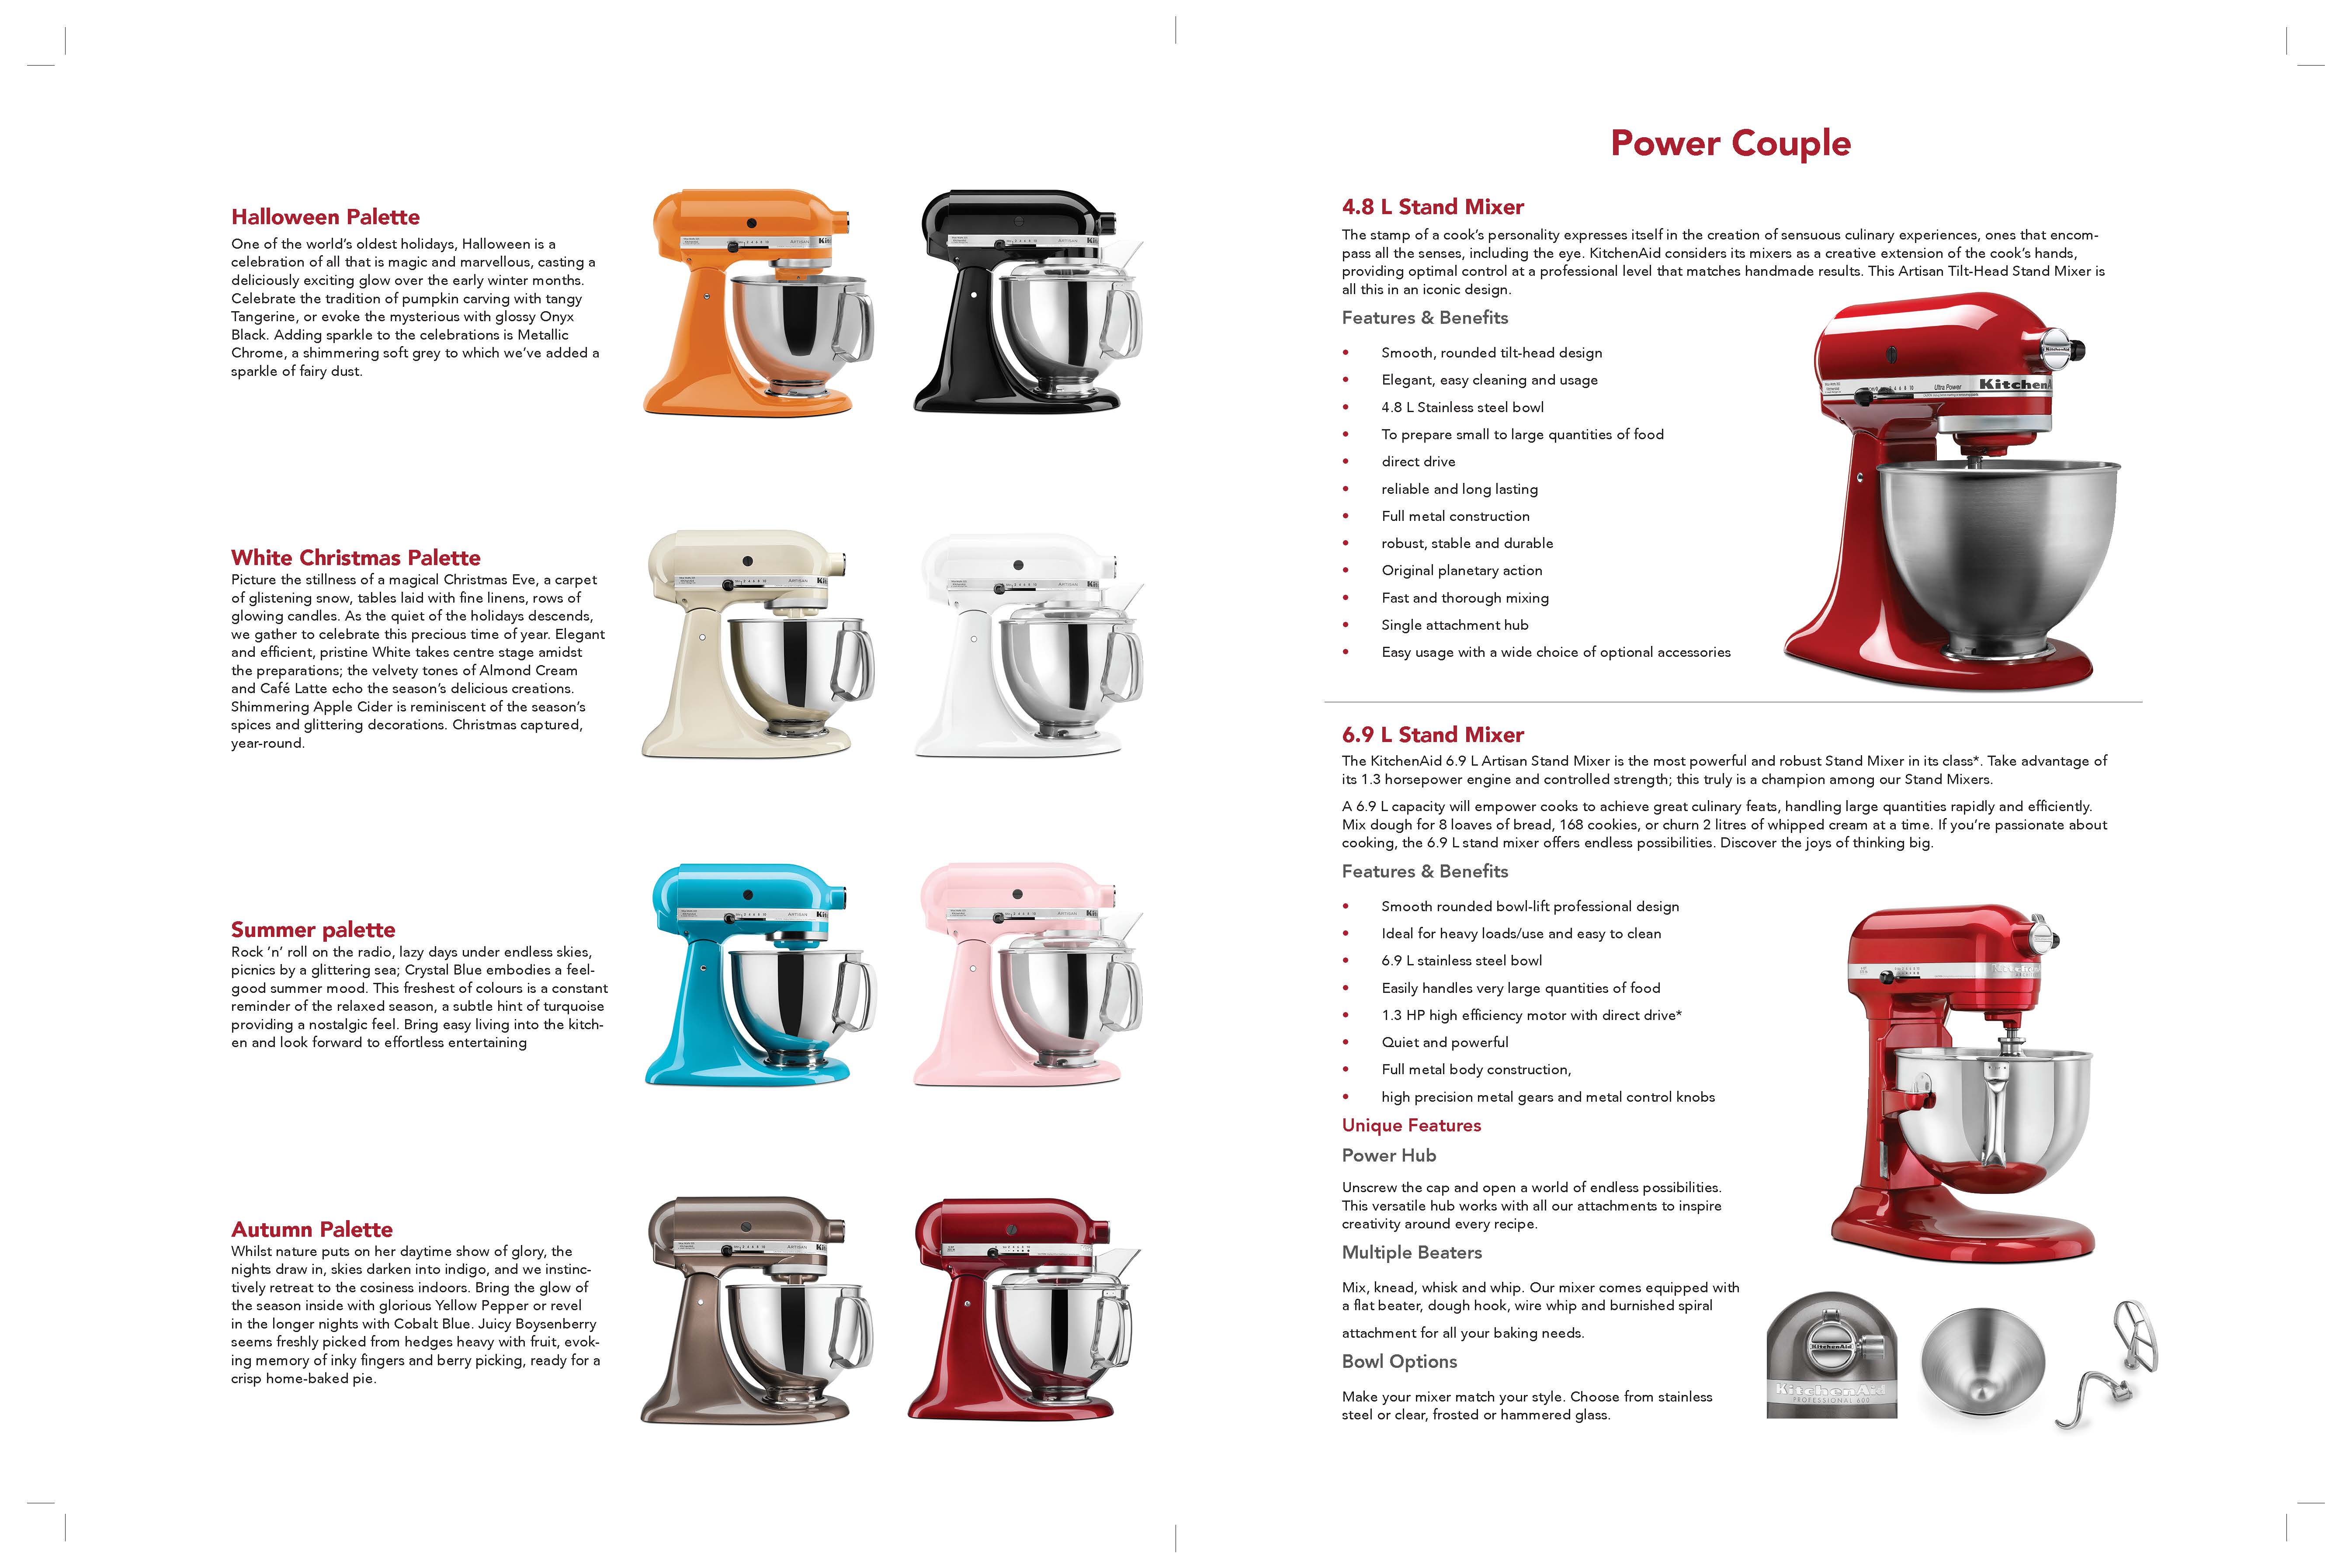 Halloween Palette
One of the world’s oldest holidays, Halloween is a
celebration of all that is magic and marvellous, casting a
deliciously exciting glow over the early winter months.
Celebrate the tradition of pumpkin carving with tangy
Tangerine, or evoke the mysterious with glossy Onyx
Black. Adding sparkle to the celebrations is Metallic
Chrome, a shimmering soft grey to which we’ve added a
sparkle of fairy dust.
White Christmas Palette
Picture the stillness of a magical Christmas Eve, a carpet
of glistening snow, tables laid with fine linens, rows of
glowing candles. As the quiet of the holidays descends,
we gather to celebrate this precious time of year. Elegant
and efficient, pristine White takes centre stage amidst
the preparations; the velvety tones of Almond Cream
and Café Latte echo the season’s delicious creations.
Shimmering Apple Cider is reminiscent of the season’s
spices and glittering decorations. Christmas captured,
year-round.
Summer palette
Rock ‘n’ roll on the radio, lazy days under endless skies,
picnics by a glittering sea; Crystal Blue embodies a feel-
good summer mood. This freshest of colours is a constant
reminder of the relaxed season, a subtle hint of turquoise
providing a nostalgic feel. Bring easy living into the kitch-
en and look forward to effortless entertaining
Autumn Palette
Whilst nature puts on her daytime show of glory, the
nights draw in, skies darken into indigo, and we instinc-
tively retreat to the cosiness indoors. Bring the glow of
the season inside with glorious Yellow Pepper or revel
in the longer nights with Cobalt Blue. Juicy Boysenberry
seems freshly picked from hedges heavy with fruit, evok-
ing memory of inky fingers and berry picking, ready for a
crisp home-baked pie.
ARTISAN Kit
ARTISAN Kit
ARTISAN Kit
ARTISAN Kit
ARTISAN Kit
ARTISAN Kit
ARTISAN Kit
Power Couple
4.8 L Stand Mixer
The stamp of a cook’s personality expresses itself in the creation of sensuous culinary experiences, ones that encom-
pass all the senses, including the eye. KitchenAid considers its mixers as a creative extension of the cook’s hands,
providing optimal control at a professional level that matches handmade results. This Artisan Tilt-Head Stand Mixer is
all this in an iconic design.
Features & Benefits
• Smooth, rounded tilt-head design
• Elegant, easy cleaning and usage
• 4.8 L Stainless steel bowl
• To prepare small to large quantities of food
• direct drive
• reliable and long lasting
• Full metal construction
• robust, stable and durable
• Original planetary action
• Fast and thorough mixing
• Single attachment hub
• Easy usage with a wide choice of optional accessories
KitchenAid
Ultra Power KitchenA
6.9 L Stand Mixer
The KitchenAid 6.9 L Artisan Stand Mixer is the most powerful and robust Stand Mixer in its class*. Take advantage of
its 1.3 horsepower engine and controlled strength; this truly is a champion among our Stand Mixers.
A 6.9 L capacity will empower cooks to achieve great culinary feats, handling large quantities rapidly and efficiently.
Mix dough for 8 loaves of bread, 168 cookies, or churn 2 litres of whipped cream at a time. If you’re passionate about
cooking, the 6.9 L stand mixer offers endless possibilities. Discover the joys of thinking big.
Features & Benefits
• Smooth rounded bowl-lift professional design
• Ideal for heavy loads/use and easy to clean
• 6.9 L stainless steel bowl
• Easily handles very large quantities of food
• 1.3 HP high efficiency motor with direct drive*
• Quiet and powerful
• Full metal body construction,
• high precision metal gears and metal control knobs
KitchenA
Unique Features
Power Hub
Unscrew the cap and open a world of endless possibilities.
This versatile hub works with all our attachments to inspire
creativity around every recipe.
Multiple Beaters
Mix, knead, whisk and whip. Our mixer comes equipped with
a flat beater, dough hook, wire whip and burnished spiral
attachment for all your baking needs.
Bowl Options
Make your mixer match your style. Choose from stainless
steel or clear, frosted or hammered glass.
KitchenAid
KitchenAid
PROFESSIONAL 600